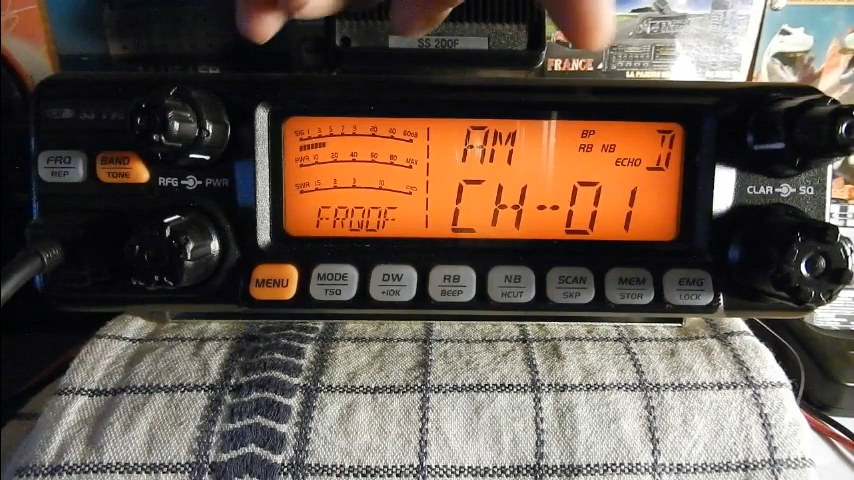 SS 200F
FRANCE
FRQ
REP
BAND
TONE
RFG PWR
SIG 1 3 5 7 9 20 40 60dB
PWR 10 20 40 60 80 MAX
SWR 1.5 2 3 10 ∞
FRQOF
AM
BP
RB NB
ECHO
D
CH--01
CLAR SQ
MENU
MODE
TSQ
DW
+10K
RB
BEEP
NB
HCUT
SCAN
SKP
MEM
STOR
EMG
LOCK